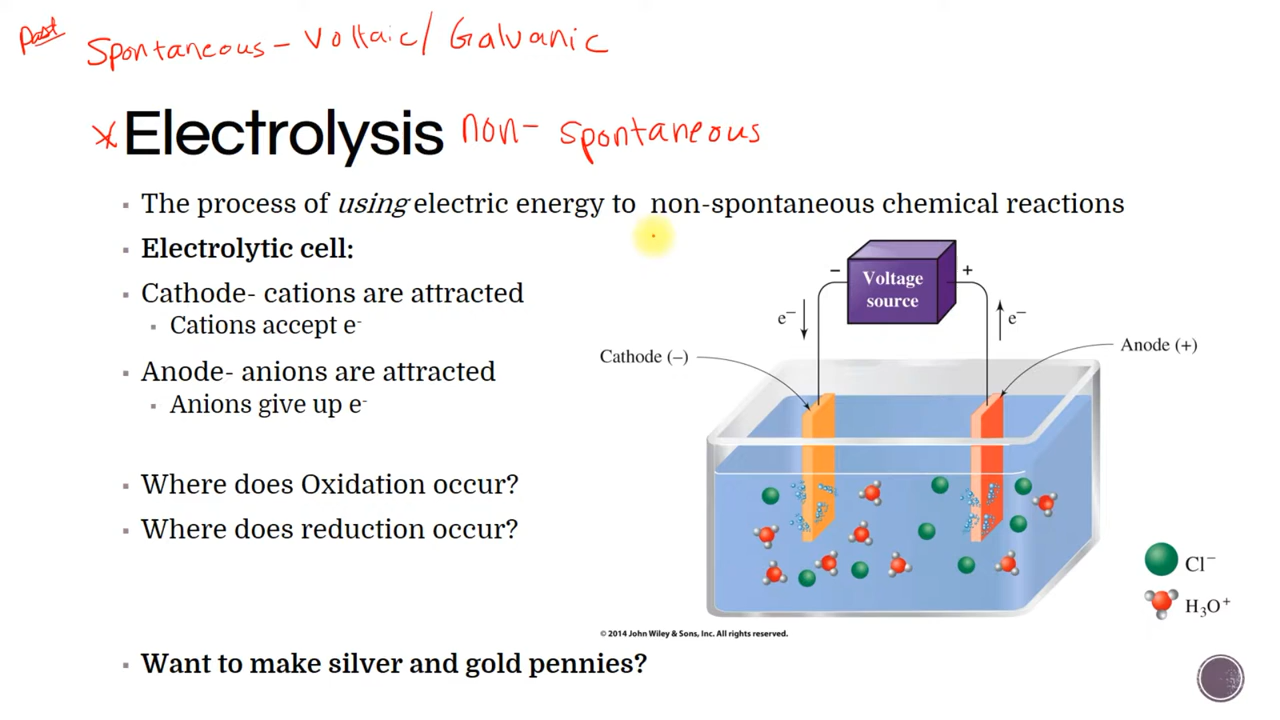 Past
Spontaneous - Voltaic/Galvanic
x Electrolysis non-spontaneous
▪ The process of using electric energy to non-spontaneous chemical reactions
▪ Electrolytic cell:
▪ Cathode- cations are attracted
▪ Cations accept e-
▪ Anode- anions are attracted
▪ Anions give up e-
▪ Where does Oxidation occur?
▪ Where does reduction occur?
− Voltage source +
e⁻ e⁻
Cathode (−)
Anode (+)
Cl⁻
H₃O⁺
© 2014 John Wiley & Sons, Inc. All rights reserved.
▪ Want to make silver and gold pennies?